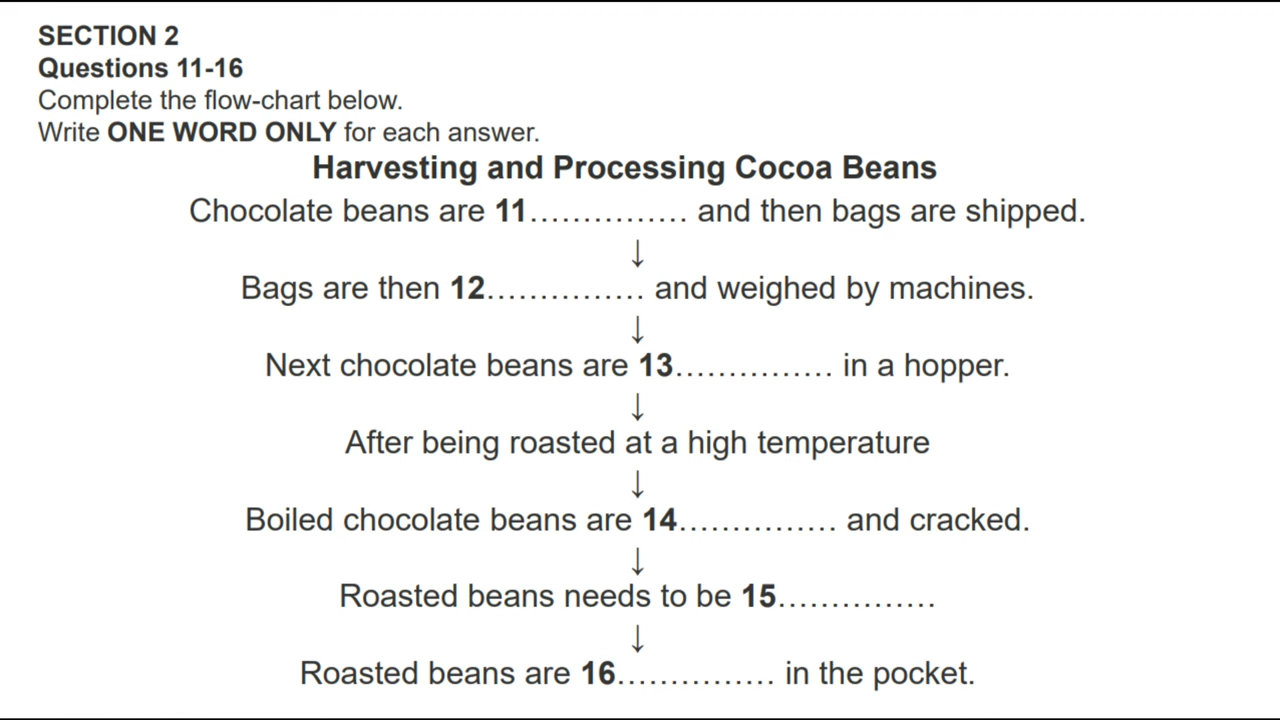 SECTION 2
Questions 11-16
Complete the flow-chart below.
Write ONE WORD ONLY for each answer.
Harvesting and Processing Cocoa Beans
Chocolate beans are 11…………… and then bags are shipped.
↓
Bags are then 12…………… and weighed by machines.
↓
Next chocolate beans are 13…………… in a hopper.
↓
After being roasted at a high temperature
↓
Boiled chocolate beans are 14…………… and cracked.
↓
Roasted beans needs to be 15……………
↓
Roasted beans are 16…………… in the pocket.